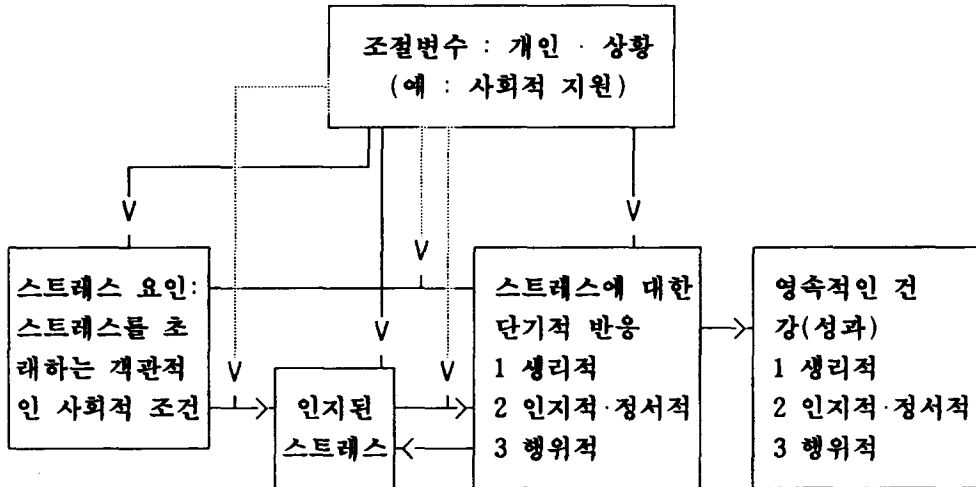 조절변수 : 개인 · 상황
(예 : 사회적 지원)
스트레스 요인:
스트레스를 초
래하는 객관적
인 사회적 조건
인지된
스트레스
스트레스에 대한
단기적 반응
1 생리적
2 인지적·정서적
3 행위적
영속적인 건
강(성과)
1 생리적
2 인지적·정서적
3 행위적